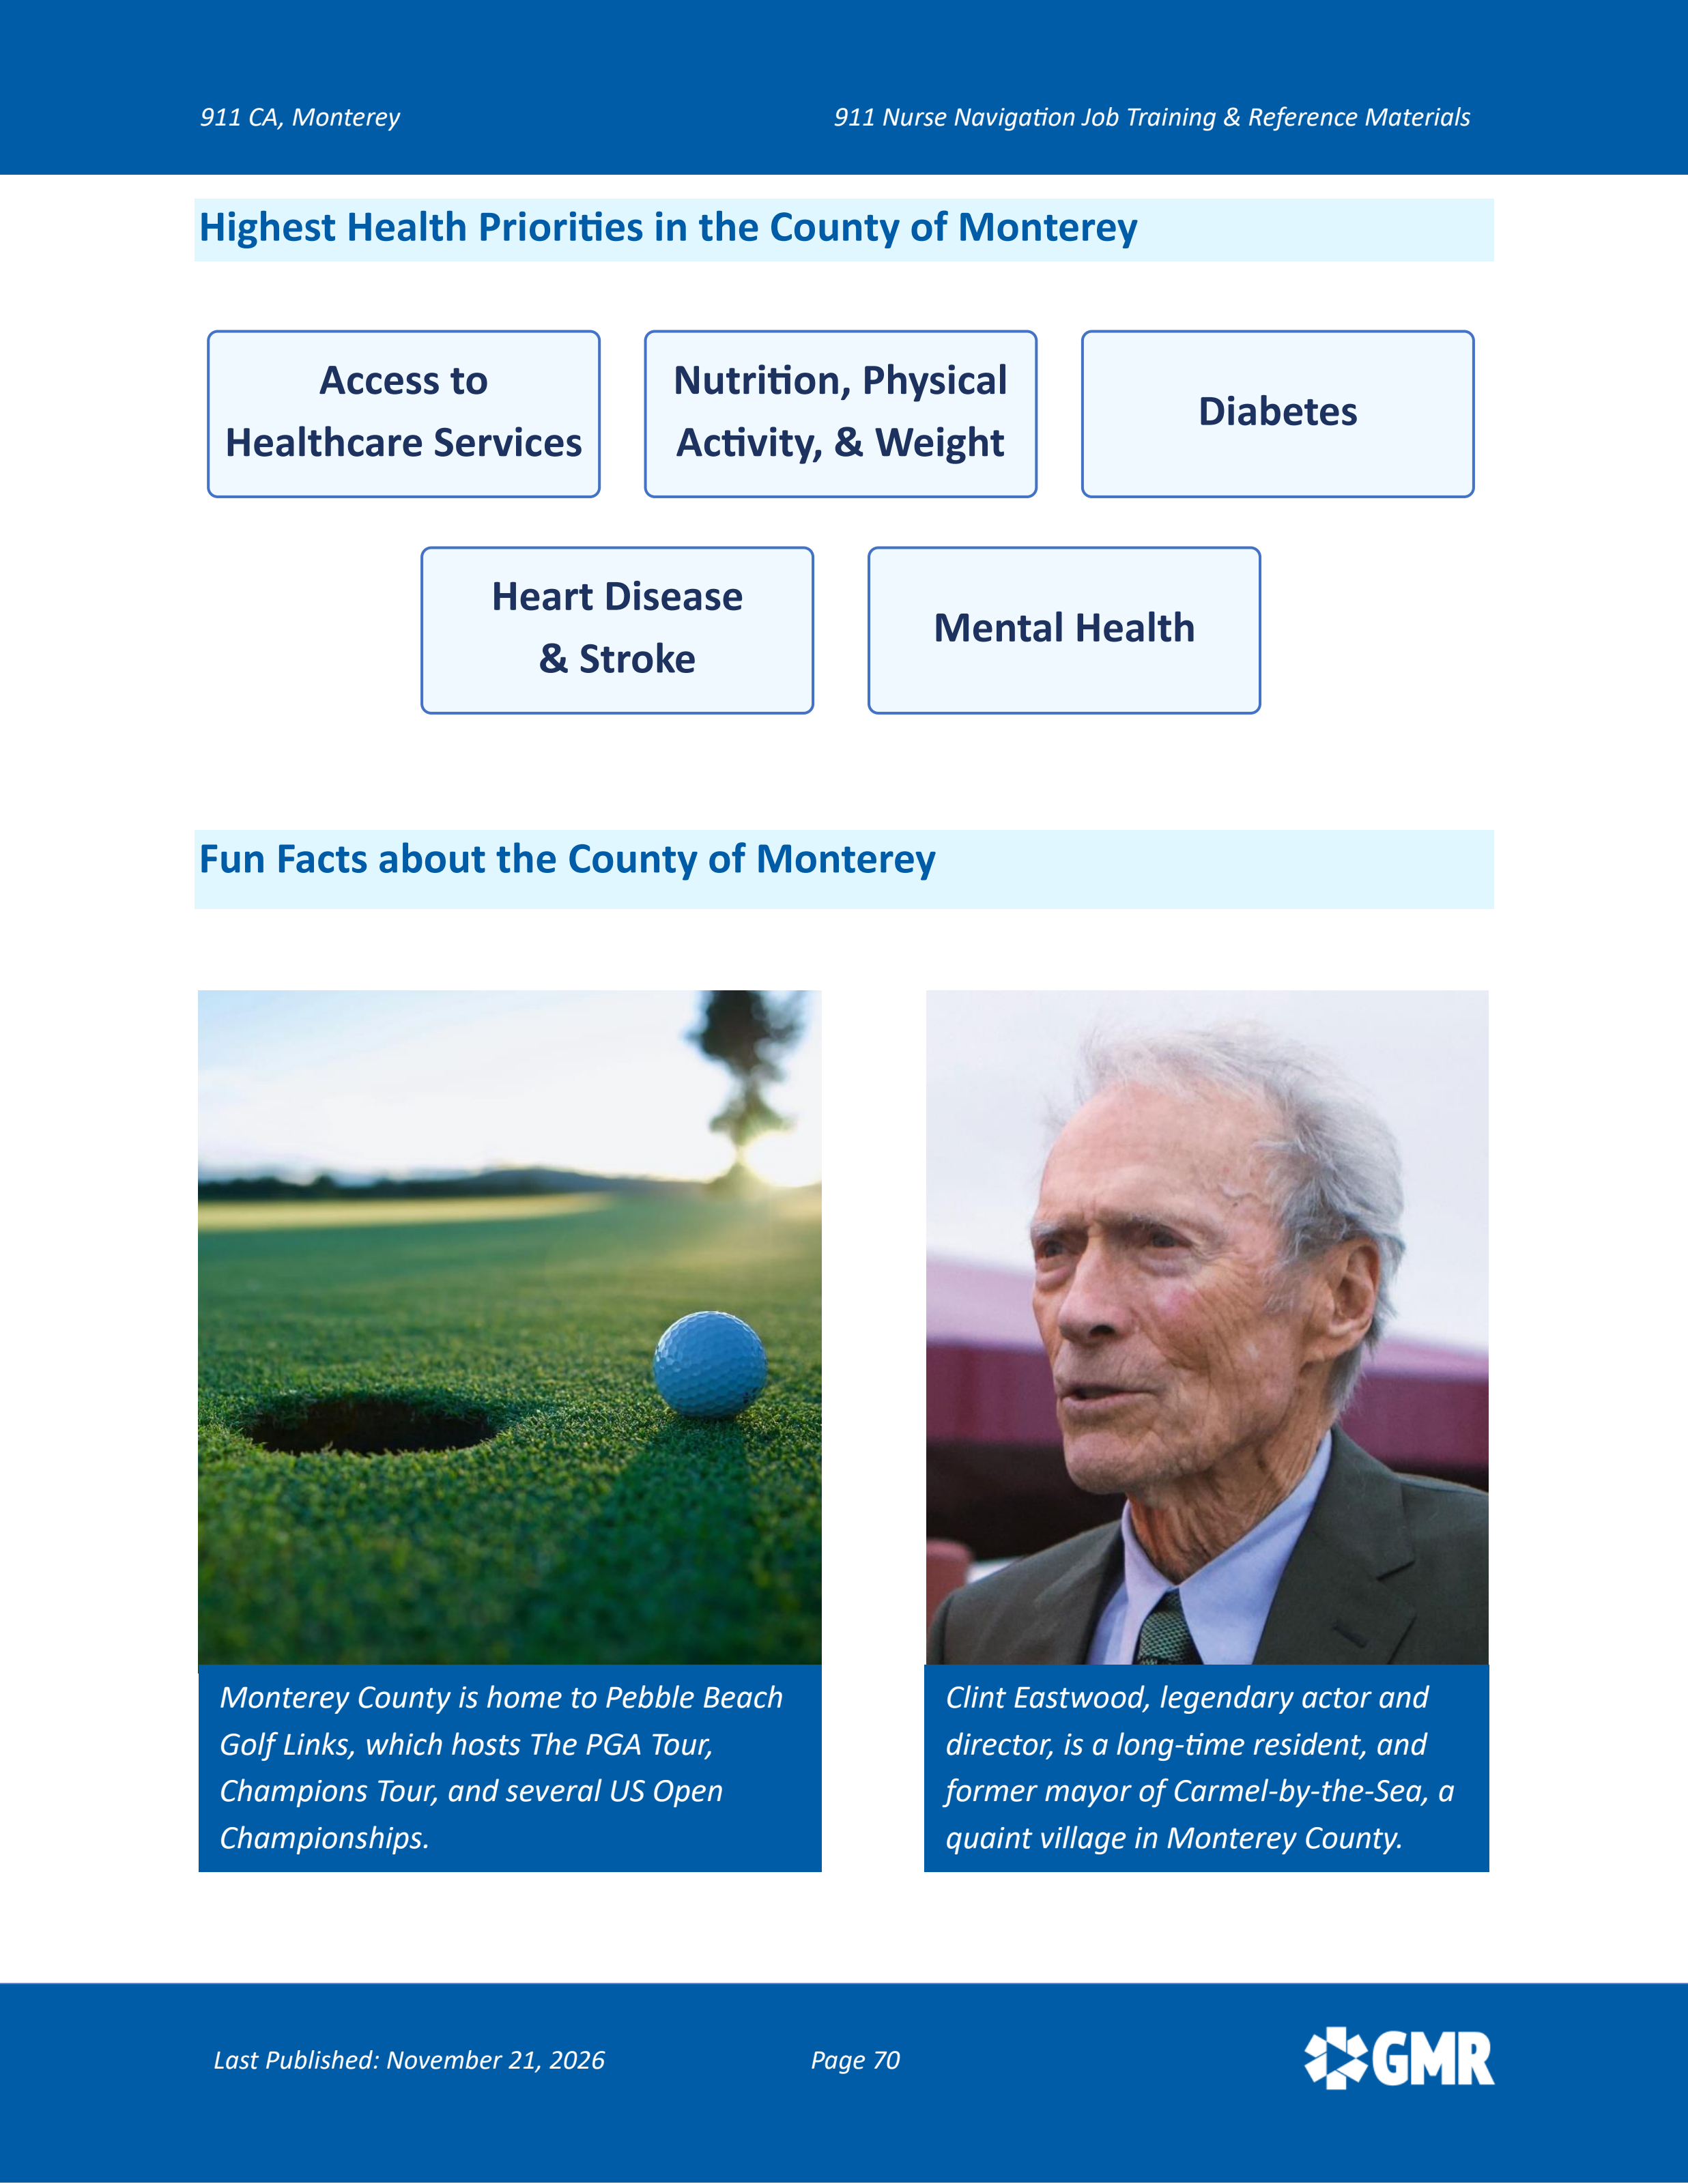 911 CA, Monterey
911 Nurse Navigation Job Training & Reference Materials
Highest Health Priorities in the County of Monterey
Access to
Healthcare Services
Nutrition, Physical
Activity, & Weight
Diabetes
Heart Disease
& Stroke
Mental Health
Fun Facts about the County of Monterey
Monterey County is home to Pebble Beach
Golf Links, which hosts The PGA Tour,
Champions Tour, and several US Open
Championships.
Clint Eastwood, legendary actor and
director, is a long-time resident, and
former mayor of Carmel-by-the-Sea, a
quaint village in Monterey County.
Last Published: November 21, 2026
Page 70
GMR